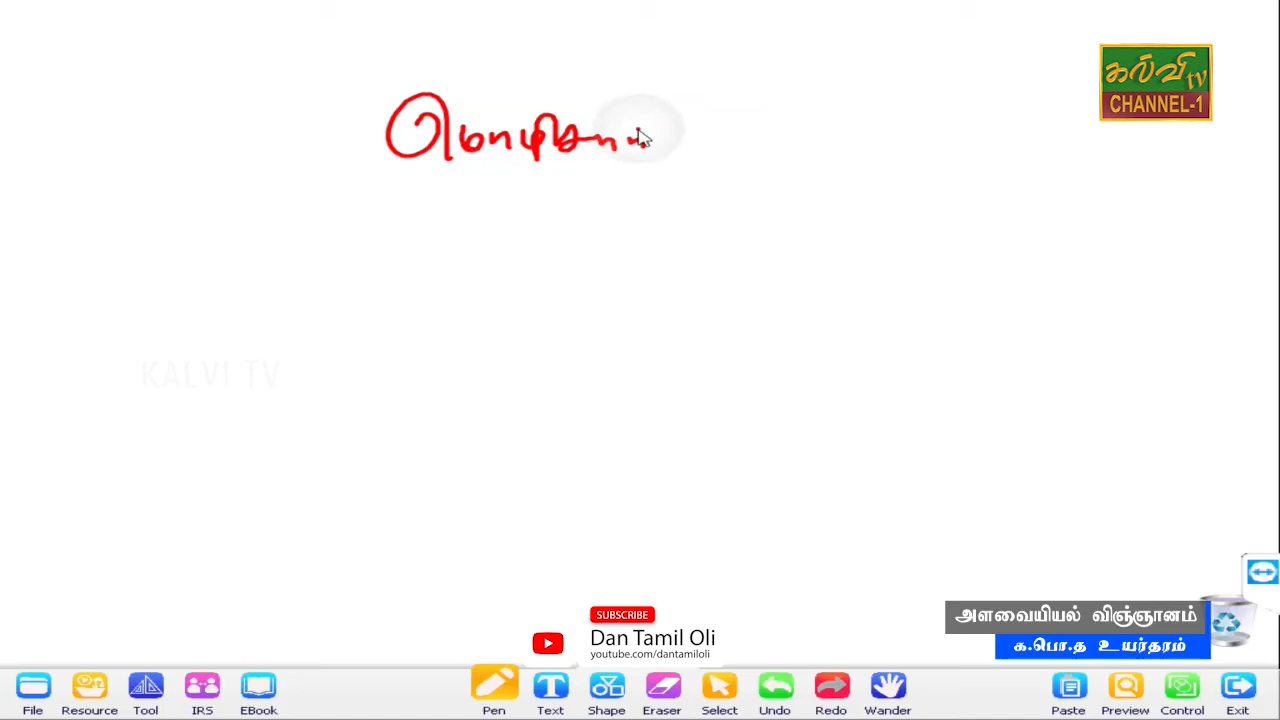 கல்வி tv
CHANNEL-1
மொழிசா
KALVI TV
SUBSCRIBE
Dan Tamil Oli
youtube.com/dantamiloli
அளவையியல் விஞ்ஞானம்
க.பொ.த உயர்தரம்
File Resource Tool IRS EBook Pen Text Shape Eraser Select Undo Redo Wander Paste Preview Control Exit